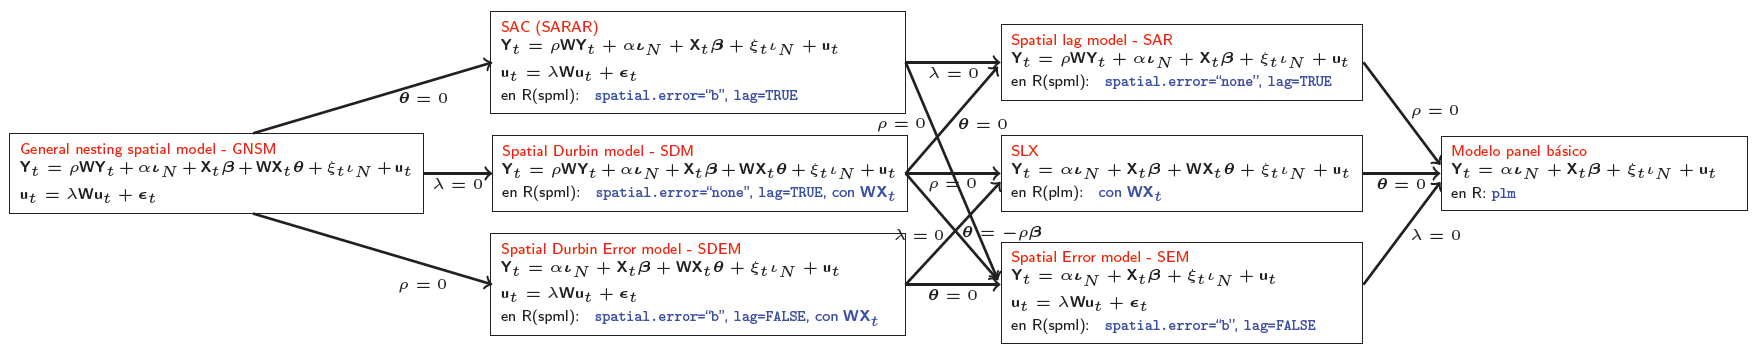 General nesting spatial model - GNSM
Y_t = ρWY_t + αι_N + X_tβ + WX_tθ + ξ_tι_N + u_t
u_t = λWu_t + ϵ_t
θ = 0
λ = 0
ρ = 0
SAC (SARAR)
Y_t = ρWY_t + αι_N + X_tβ + ξ_tι_N + u_t
u_t = λWu_t + ϵ_t
en R(spml): spatial.error=“b”, lag=TRUE
Spatial Durbin model - SDM
Y_t = ρWY_t + αι_N + X_tβ + WX_tθ + ξ_tι_N + u_t
en R(spml): spatial.error=“none”, lag=TRUE, con WX_t
Spatial Durbin Error model - SDEM
Y_t = αι_N + X_tβ + WX_tθ + ξ_tι_N + u_t
u_t = λWu_t + ϵ_t
en R(spml): spatial.error=“b”, lag=FALSE, con WX_t
λ = 0
ρ = 0
θ = 0
ρ = 0
λ = 0
θ = −ρβ
θ = 0
Spatial lag model - SAR
Y_t = ρWY_t + αι_N + X_tβ + ξ_tι_N + u_t
en R(spml): spatial.error=“none”, lag=TRUE
SLX
Y_t = αι_N + X_tβ + WX_tθ + ξ_tι_N + u_t
en R(plm): con WX_t
Spatial Error model - SEM
Y_t = αι_N + X_tβ + ξ_tι_N + u_t
u_t = λWu_t + ϵ_t
en R(spml): spatial.error=“b”, lag=FALSE
ρ = 0
θ = 0
λ = 0
Modelo panel básico
Y_t = αι_N + X_tβ + ξ_tι_N + u_t
en R: plm